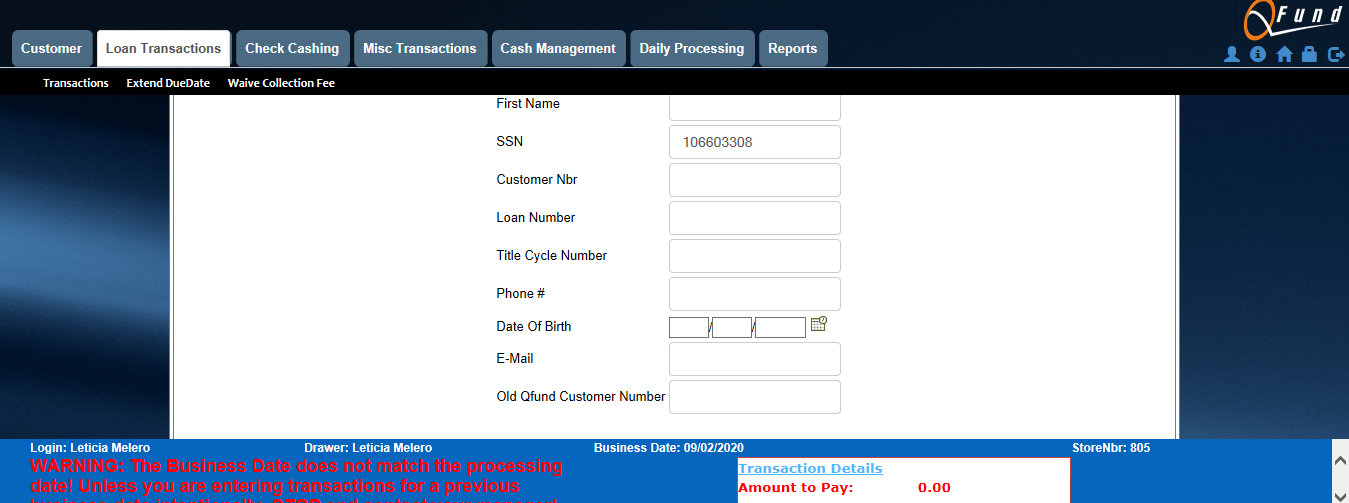 QFund
Customer Loan Transactions Check Cashing Misc Transactions Cash Management Daily Processing Reports
Transactions Extend DueDate Waive Collection Fee
First Name
SSN 106603308
Customer Nbr
Loan Number
Title Cycle Number
Phone #
Date Of Birth / /
E-Mail
Old Qfund Customer Number
Login: Leticia Melero Drawer: Leticia Melero Business Date: 09/02/2020 StoreNbr: 805
WARNING: The Business Date does not match the processing
date! Unless you are entering transactions for a previous
Transaction Details
Amount to Pay: 0.00